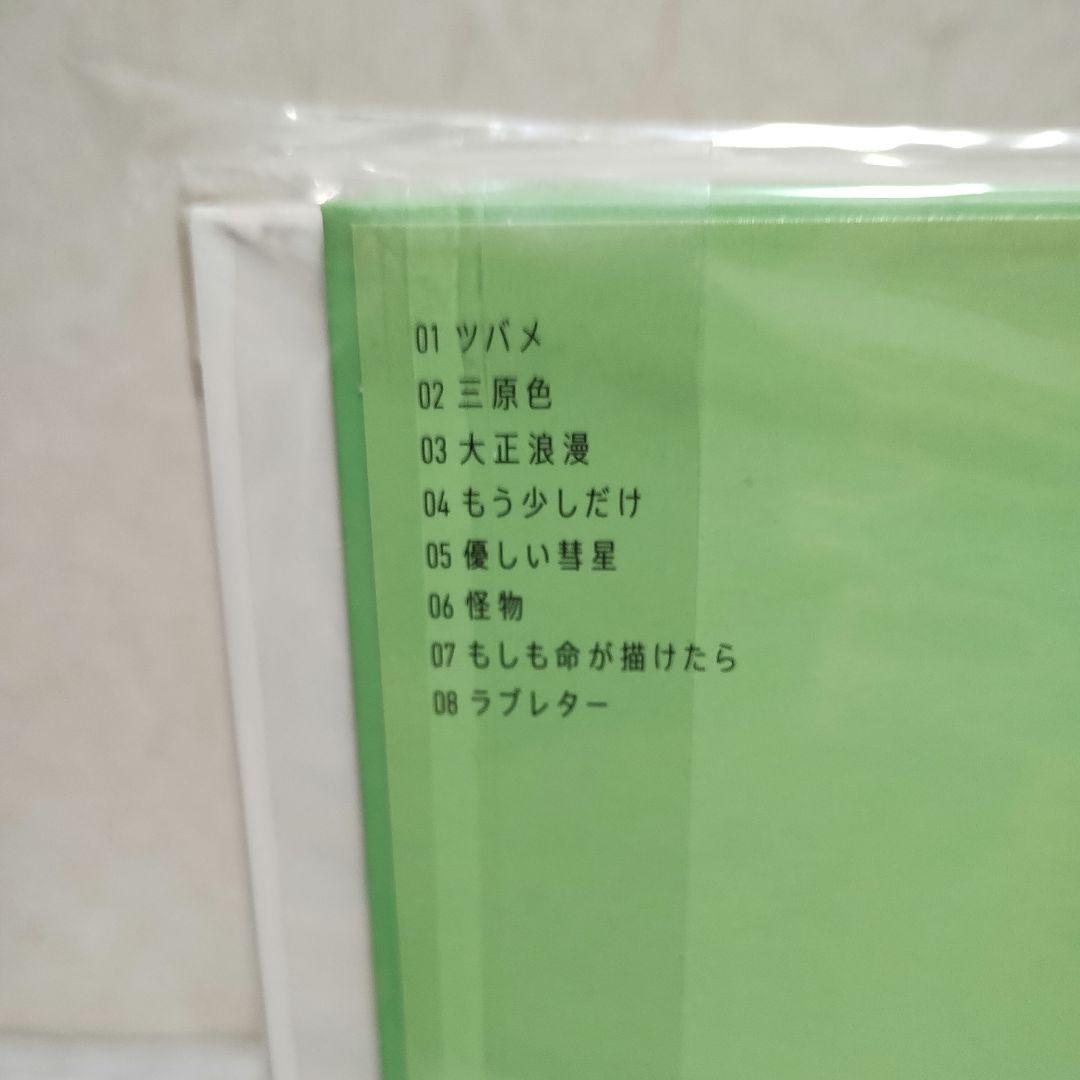 01 ツバメ
02 三原色
03 大正浪漫
04 もう少しだけ
05 優しい彗星
06 怪物
07 もしも命が描けたら
08 ラブレター